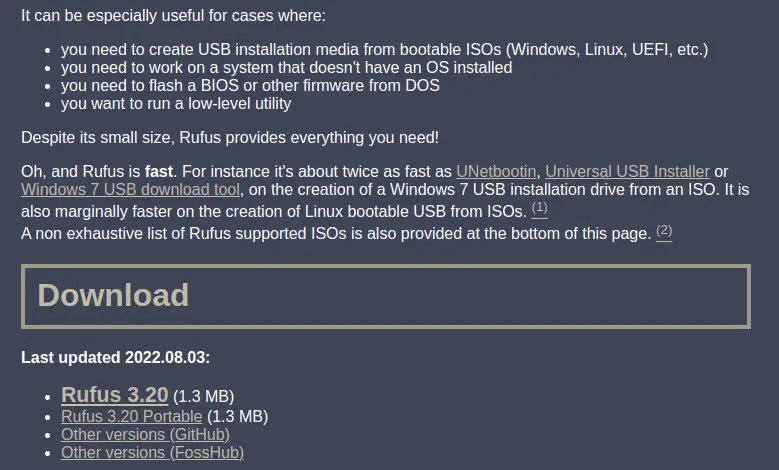 It can be especially useful for cases where:
you need to create USB installation media from bootable ISOs (Windows, Linux, UEFI, etc.)
you need to work on a system that doesn't have an OS installed
you need to flash a BIOS or other firmware from DOS
you want to run a low-level utility
Despite its small size, Rufus provides everything you need!
Oh, and Rufus is fast. For instance it's about twice as fast as UNetbootin, Universal USB Installer or
Windows 7 USB download tool, on the creation of a Windows 7 USB installation drive from an ISO. It is
also marginally faster on the creation of Linux bootable USB from ISOs. (1)
A non exhaustive list of Rufus supported ISOs is also provided at the bottom of this page. (2)
Download
Last updated 2022.08.03:
Rufus 3.20 (1.3 MB)
Rufus 3.20 Portable (1.3 MB)
Other versions (GitHub)
Other versions (FossHub)